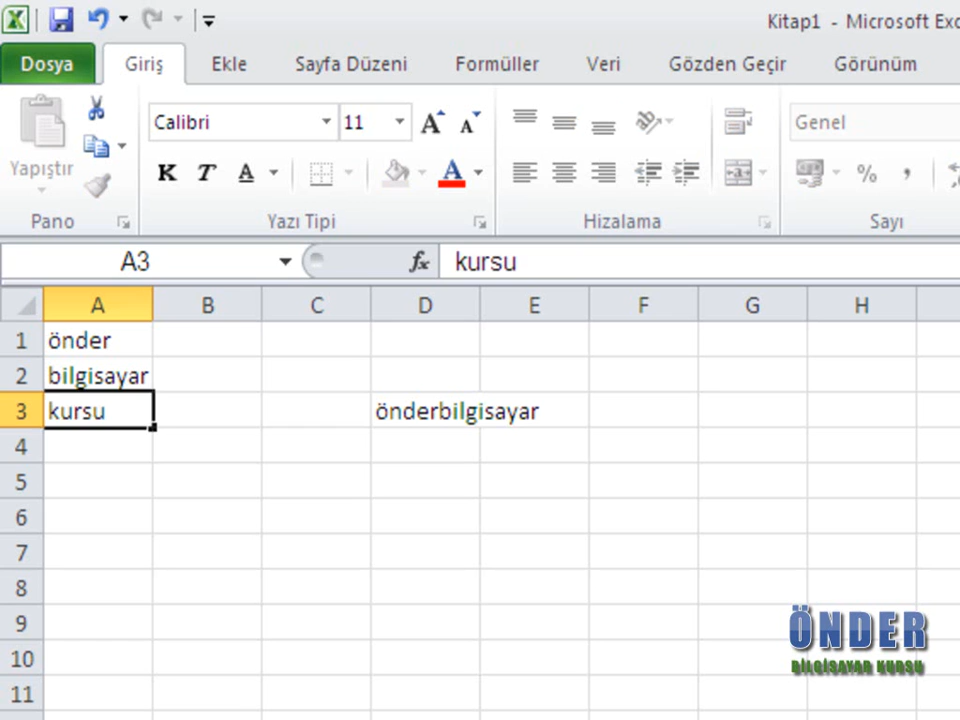 Kitap1 - Microsoft Exc
Dosya Giriş Ekle Sayfa Düzeni Formüller Veri Gözden Geçir Görünüm
Calibri 11 A A Genel
Yapıştır K T A A a % ,
Pano Yazı Tipi Hizalama Sayı
A3 fx kursu
A B C D E F G H
1 önder
2 bilgisayar
3 kursu önderbilgisayar
4
5
6
7
8
9
10
11
ÖNDER
BİLGİSAYAR KURSU